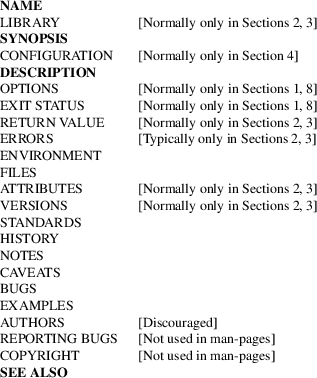 NAME
LIBRARY [Normally only in Sections 2, 3]
SYNOPSIS
CONFIGURATION [Normally only in Section 4]
DESCRIPTION
OPTIONS [Normally only in Sections 1, 8]
EXIT STATUS [Normally only in Sections 1, 8]
RETURN VALUE [Normally only in Sections 2, 3]
ERRORS [Typically only in Sections 2, 3]
ENVIRONMENT
FILES
ATTRIBUTES [Normally only in Sections 2, 3]
VERSIONS [Normally only in Sections 2, 3]
STANDARDS
HISTORY
NOTES
CAVEATS
BUGS
EXAMPLES
AUTHORS [Discouraged]
REPORTING BUGS [Not used in man-pages]
COPYRIGHT [Not used in man-pages]
SEE ALSO